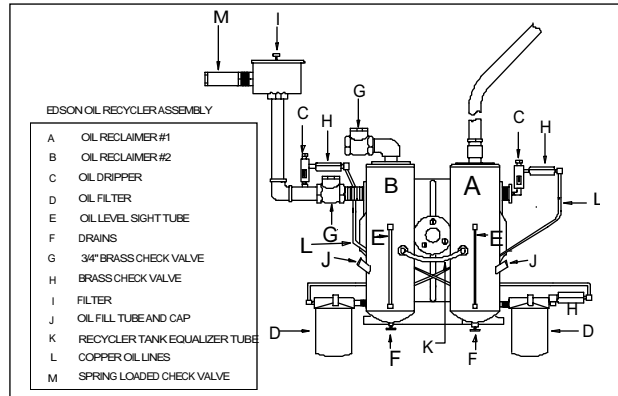 M
I
G
C
H
C
H
EDSON OIL RECYCLER ASSEMBLY
A OIL RECLAIMER #1
B OIL RECLAIMER #2
C OIL DRIPPER
D OIL FILTER
E OIL LEVEL SIGHT TUBE
F DRAINS
G 3/4" BRASS CHECK VALVE
H BRASS CHECK VALVE
I FILTER
J OIL FILL TUBE AND CAP
K RECYCLER TANK EQUALIZER TUBE
L COPPER OIL LINES
M SPRING LOADED CHECK VALVE
B
A
L
G
E
E
L
J
J
H
D
D
F
K
F